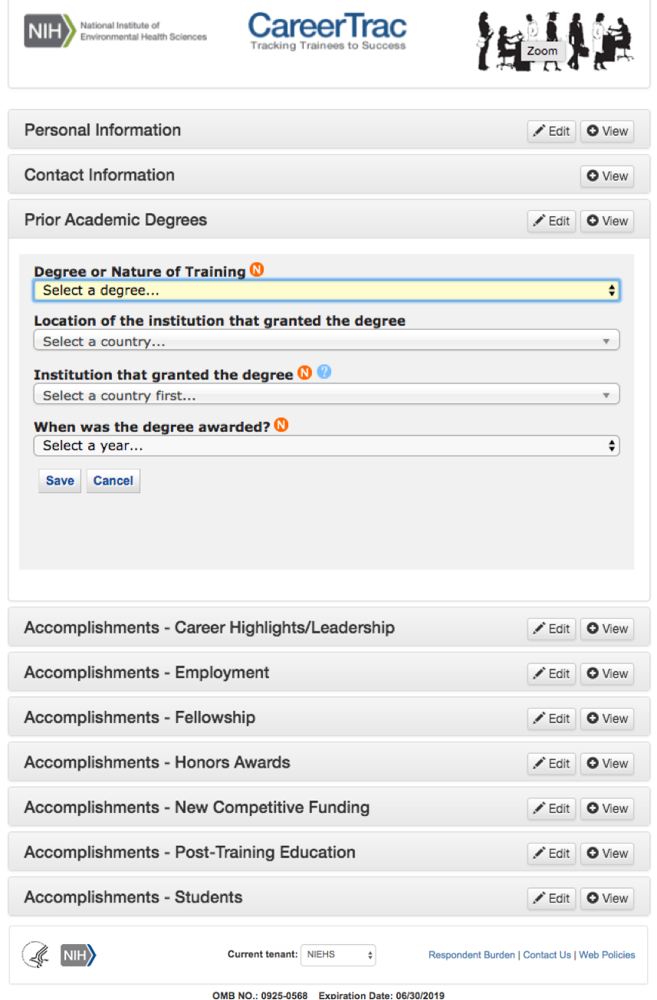 NIH National Institute of
Environmental Health Sciences
CareerTrac
Tracking Trainees to Success
Zoom
Personal Information Edit View
Contact Information View
Prior Academic Degrees Edit View
Degree or Nature of Training N
Select a degree...
Location of the institution that granted the degree
Select a country...
Institution that granted the degree N ?
Select a country first...
When was the degree awarded? N
Select a year...
Save Cancel
Accomplishments - Career Highlights/Leadership Edit View
Accomplishments - Employment Edit View
Accomplishments - Fellowship Edit View
Accomplishments - Honors Awards Edit View
Accomplishments - New Competitive Funding Edit View
Accomplishments - Post-Training Education Edit View
Accomplishments - Students Edit View
NIH Current tenant: NIEHS Respondent Burden | Contact Us | Web Policies
OMB NO.: 0925-0568 Expiration Date: 06/30/2019